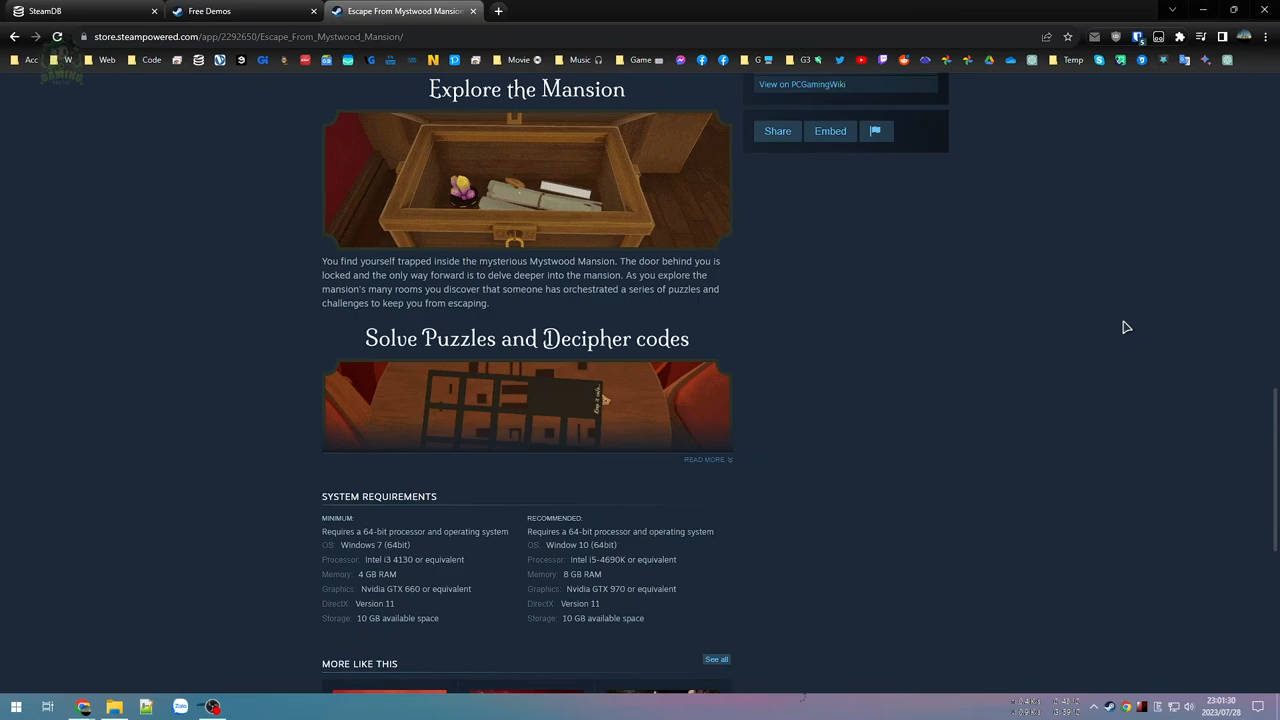 SteamDB
Free Demos
Escape From Mystwood Mansion
store.steampowered.com/app/2292650/Escape_From_Mystwood_Mansion/
Acc
Web
Movie
Music
Game
G3
Temp
Explore the Mansion
View on PCGamingWiki
Share
Embed
You find yourself trapped inside the mysterious Mystwood Mansion. The door behind you is
locked and the only way forward is to delve deeper into the mansion. As you explore the
mansion's many rooms you discover that someone has orchestrated a series of puzzles and
challenges to keep you from escaping.
Solve Puzzles and Decipher codes
READ MORE
SYSTEM REQUIREMENTS
MINIMUM:
Requires a 64-bit processor and operating system
OS: Windows 7 (64bit)
Processor: Intel i3 4130 or equivalent
Memory: 4 GB RAM
Graphics: Nvidia GTX 660 or equivalent
DirectX: Version 11
Storage: 10 GB available space
RECOMMENDED:
Requires a 64-bit processor and operating system
OS: Window 10 (64bit)
Processor: Intel i5-4690K or equivalent
Memory: 8 GB RAM
Graphics: Nvidia GTX 970 or equivalent
DirectX: Version 11
Storage: 10 GB available space
MORE LIKE THIS
See all
Zalo
23:01:30
2023/07/28